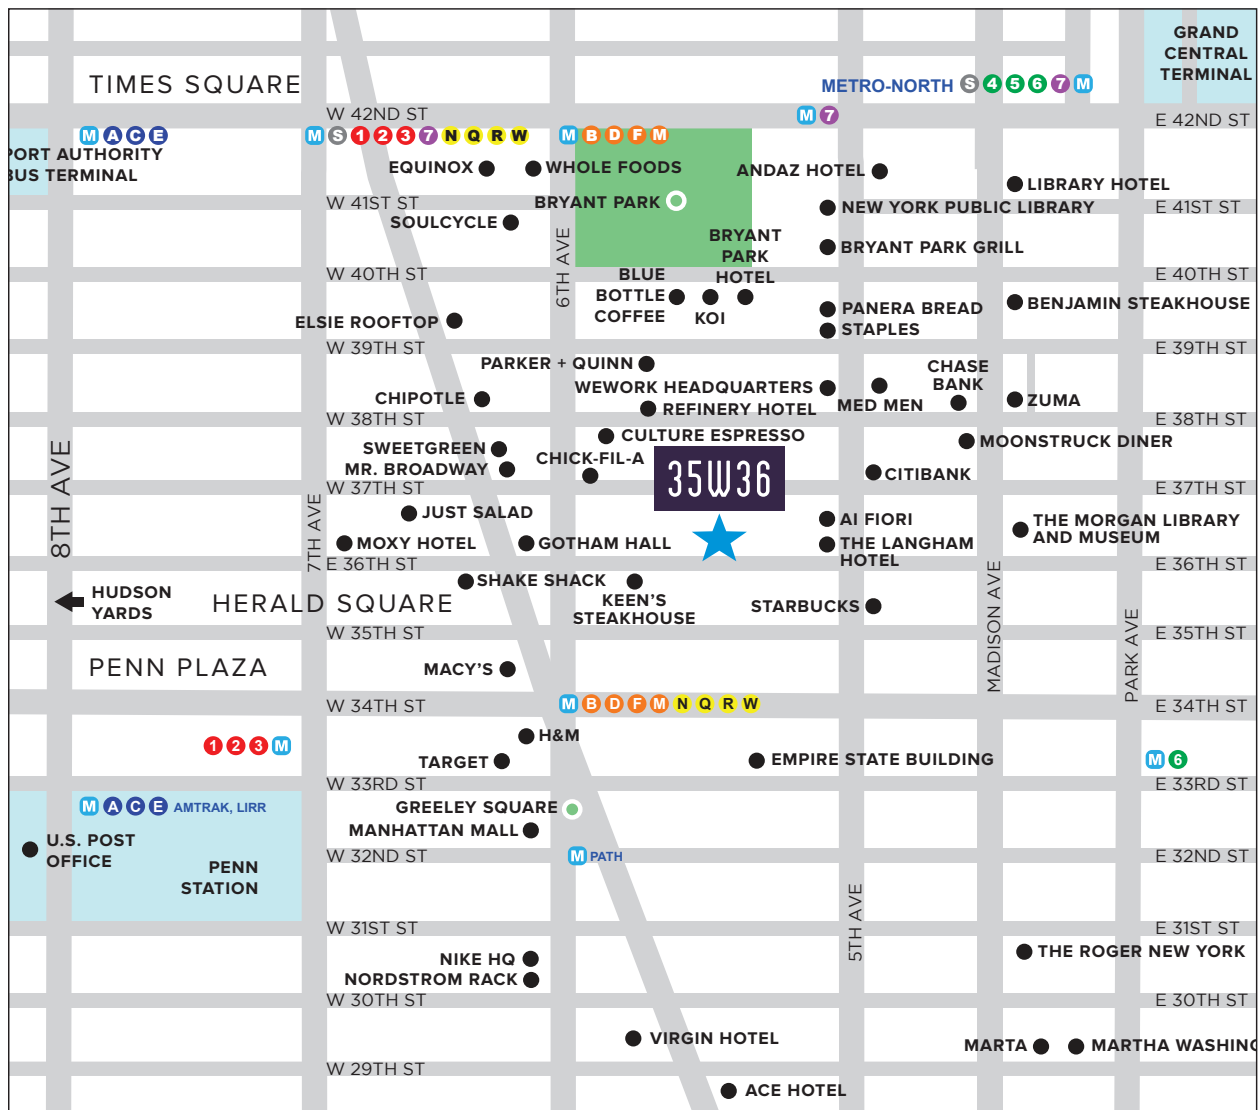 GRAND
CENTRAL
TERMINAL
TIMES SQUARE
METRO-NORTH S 4 5 6 7 M
W 42ND ST
M 7
E 42ND ST
M A C E
M S 1 2 3 7 N Q R W
M B D F M
PORT AUTHORITY
BUS TERMINAL
EQUINOX
WHOLE FOODS
ANDAZ HOTEL
LIBRARY HOTEL
W 41ST ST
BRYANT PARK
NEW YORK PUBLIC LIBRARY
E 41ST ST
SOULCYCLE
6TH AVE
BRYANT
PARK
HOTEL
BRYANT PARK GRILL
W 40TH ST
E 40TH ST
BLUE
BOTTLE
COFFEE
KOI
PANERA BREAD
STAPLES
BENJAMIN STEAKHOUSE
ELSIE ROOFTOP
W 39TH ST
E 39TH ST
PARKER + QUINN
WEWORK HEADQUARTERS
CHASE
BANK
CHIPOTLE
REFINERY HOTEL
MED MEN
ZUMA
W 38TH ST
E 38TH ST
CULTURE ESPRESSO
MOONSTRUCK DINER
SWEETGREEN
MR. BROADWAY
CHICK-FIL-A
35W36
CITIBANK
8TH AVE
W 37TH ST
E 37TH ST
7TH AVE
JUST SALAD
AI FIORI
THE MORGAN LIBRARY
AND MUSEUM
MOXY HOTEL
GOTHAM HALL
THE LANGHAM
HOTEL
E 36TH ST
E 36TH ST
HUDSON
YARDS
HERALD SQUARE
SHAKE SHACK
KEEN'S
STEAKHOUSE
STARBUCKS
MADISON AVE
PARK AVE
W 35TH ST
E 35TH ST
PENN PLAZA
MACY'S
W 34TH ST
M B D F M N Q R W
E 34TH ST
1 2 3 M
H&M
TARGET
EMPIRE STATE BUILDING
M 6
W 33RD ST
E 33RD ST
M A C E AMTRAK, LIRR
GREELEY SQUARE
MANHATTAN MALL
U.S. POST
OFFICE
PENN
STATION
W 32ND ST
M PATH
E 32ND ST
5TH AVE
W 31ST ST
E 31ST ST
NIKE HQ
NORDSTROM RACK
THE ROGER NEW YORK
W 30TH ST
E 30TH ST
VIRGIN HOTEL
MARTA
MARTHA WASHING
W 29TH ST
ACE HOTEL